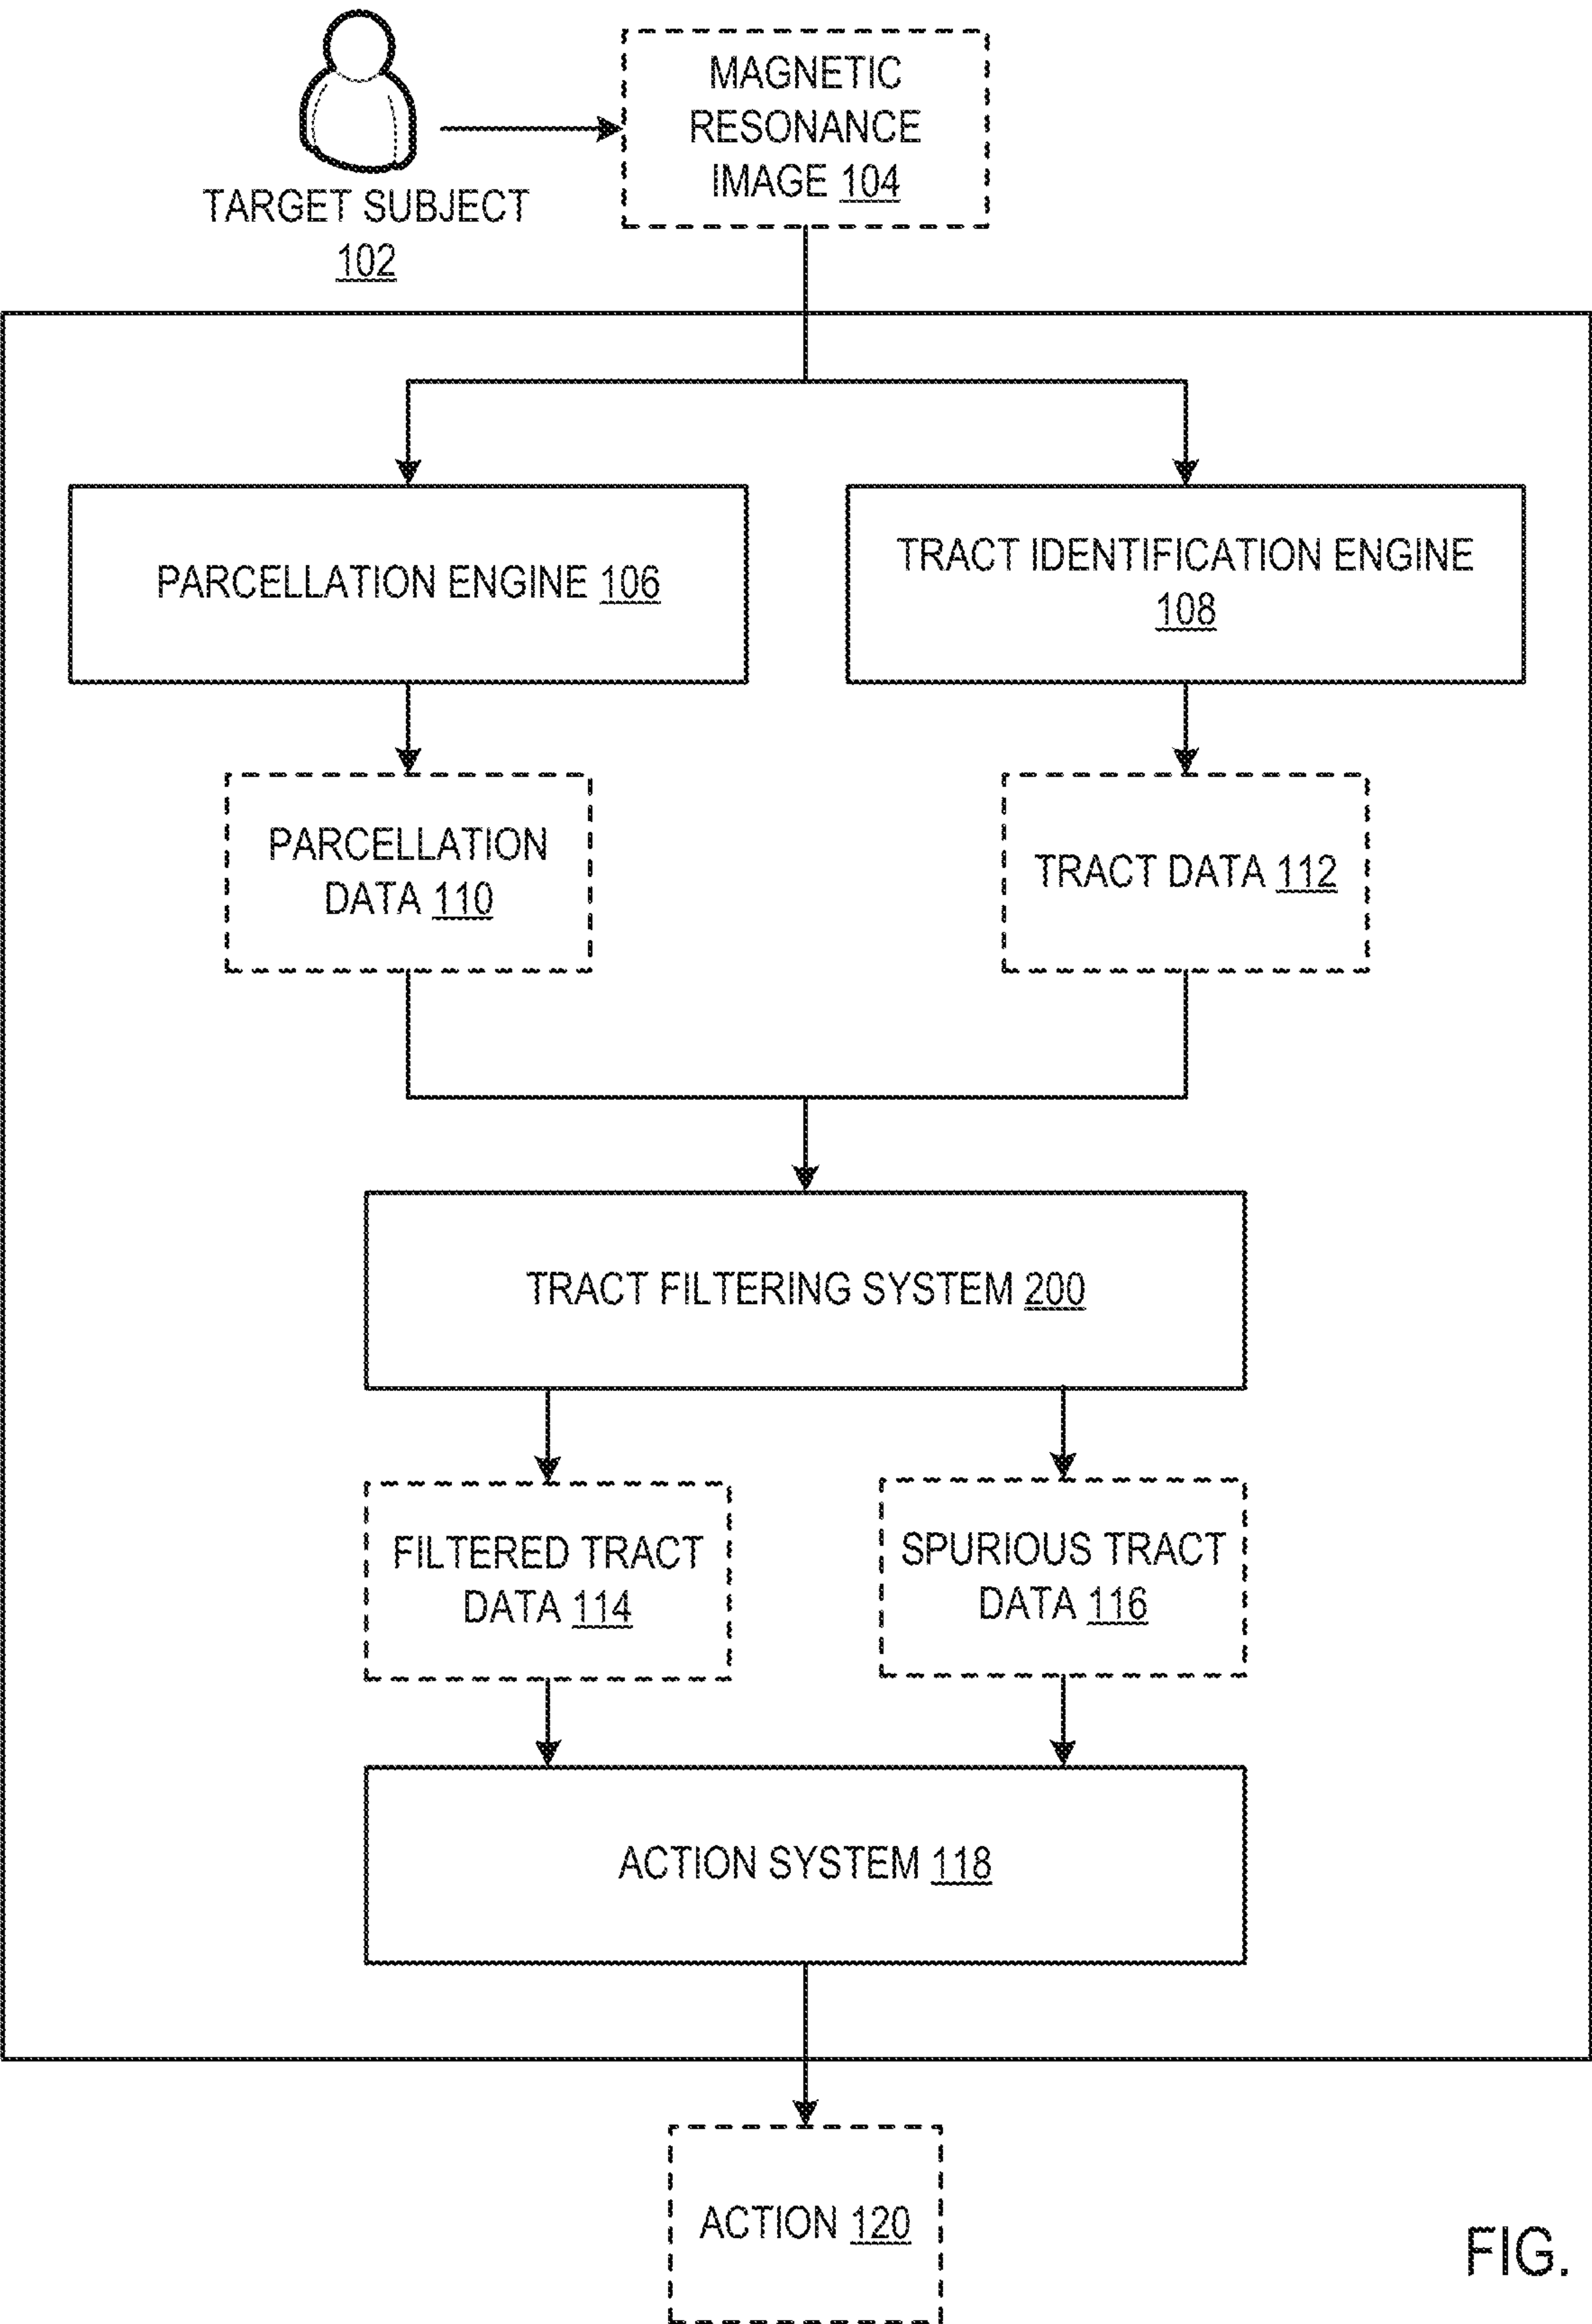 TARGET SUBJECT
102
MAGNETIC
RESONANCE
IMAGE 104
PARCELLATION ENGINE 106
TRACT IDENTIFICATION ENGINE
108
PARCELLATION
DATA 110
TRACT DATA 112
TRACT FILTERING SYSTEM 200
FILTERED TRACT
DATA 114
SPURIOUS TRACT
DATA 116
ACTION SYSTEM 118
ACTION 120
FIG.